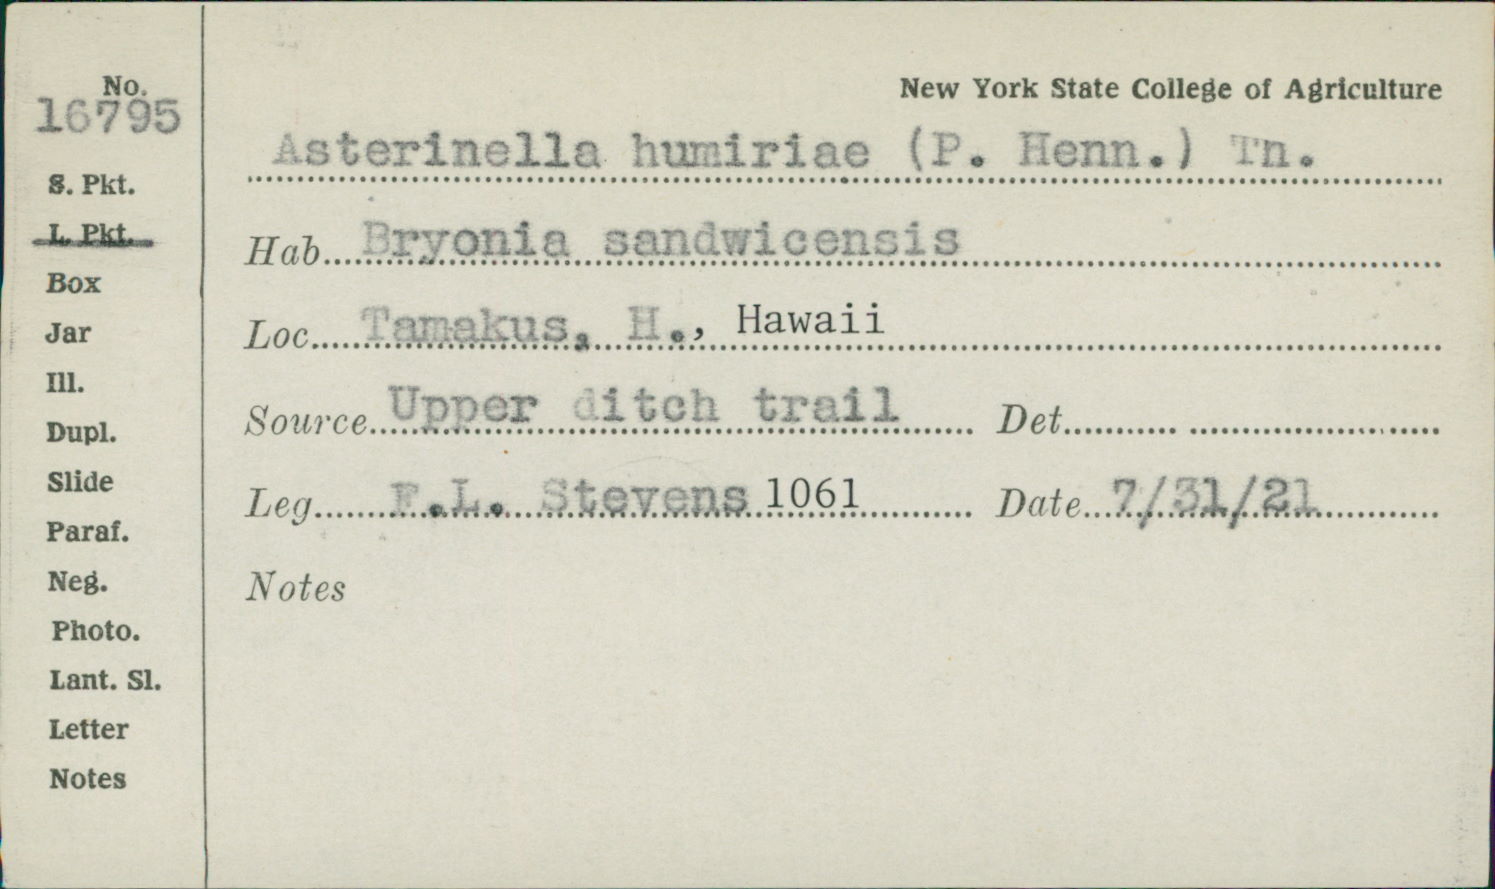 No.
16795
New York State College of Agriculture
Asterinella humiriae (P. Henn.) Tn.
S. Pkt.
L. Pkt.
Hab. Bryonia sandwicensis
Box
Loc. Tamakus, H., Hawaii
Jar
Ill.
Source Upper ditch trail Det.
Dupl.
Slide
Leg. F.L. Stevens 1061 Date 7/31/21
Paraf.
Neg.
Notes
Photo.
Lant. Sl.
Letter
Notes